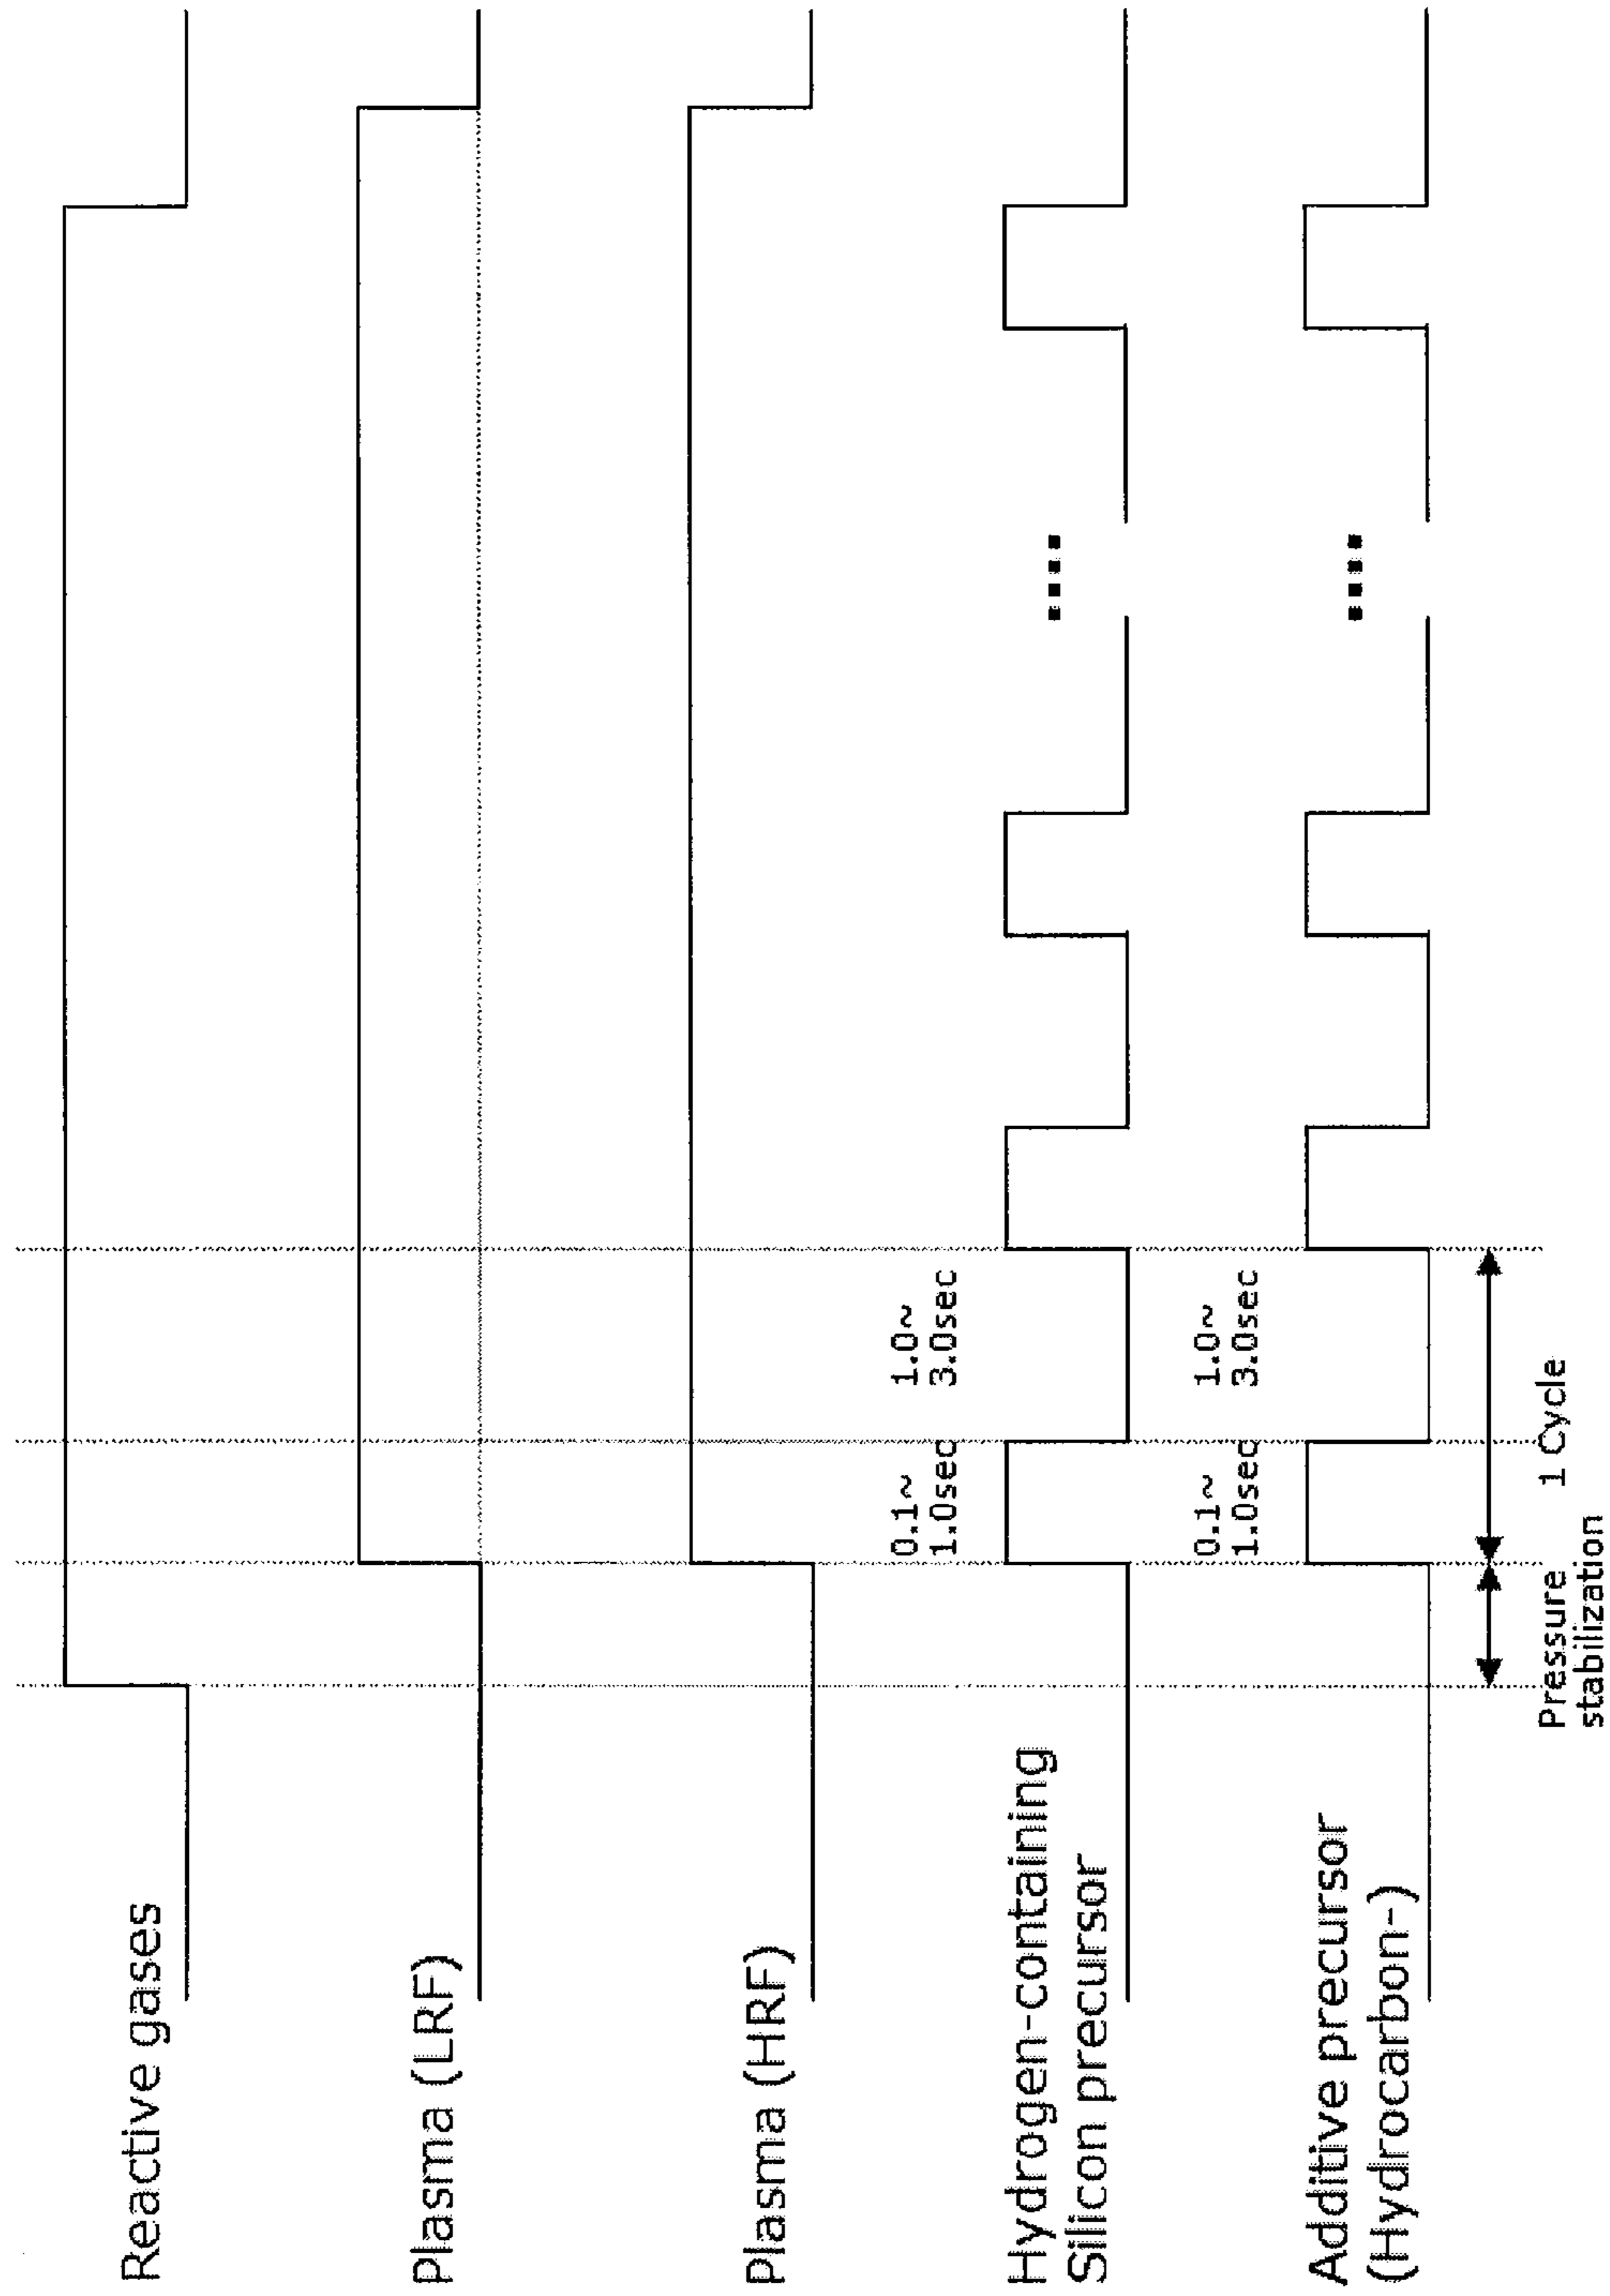 Reactive gases
Plasma (LRF)
Plasma (HRF)
Hydrogen-containing
Silicon precursor
0.1~
1.0sec
1.0~
3.0sec
Additive precursor
(Hydrocarbon-)
0.1~
1.0sec
1.0~
3.0sec
Pressure
stabilization
1 Cycle